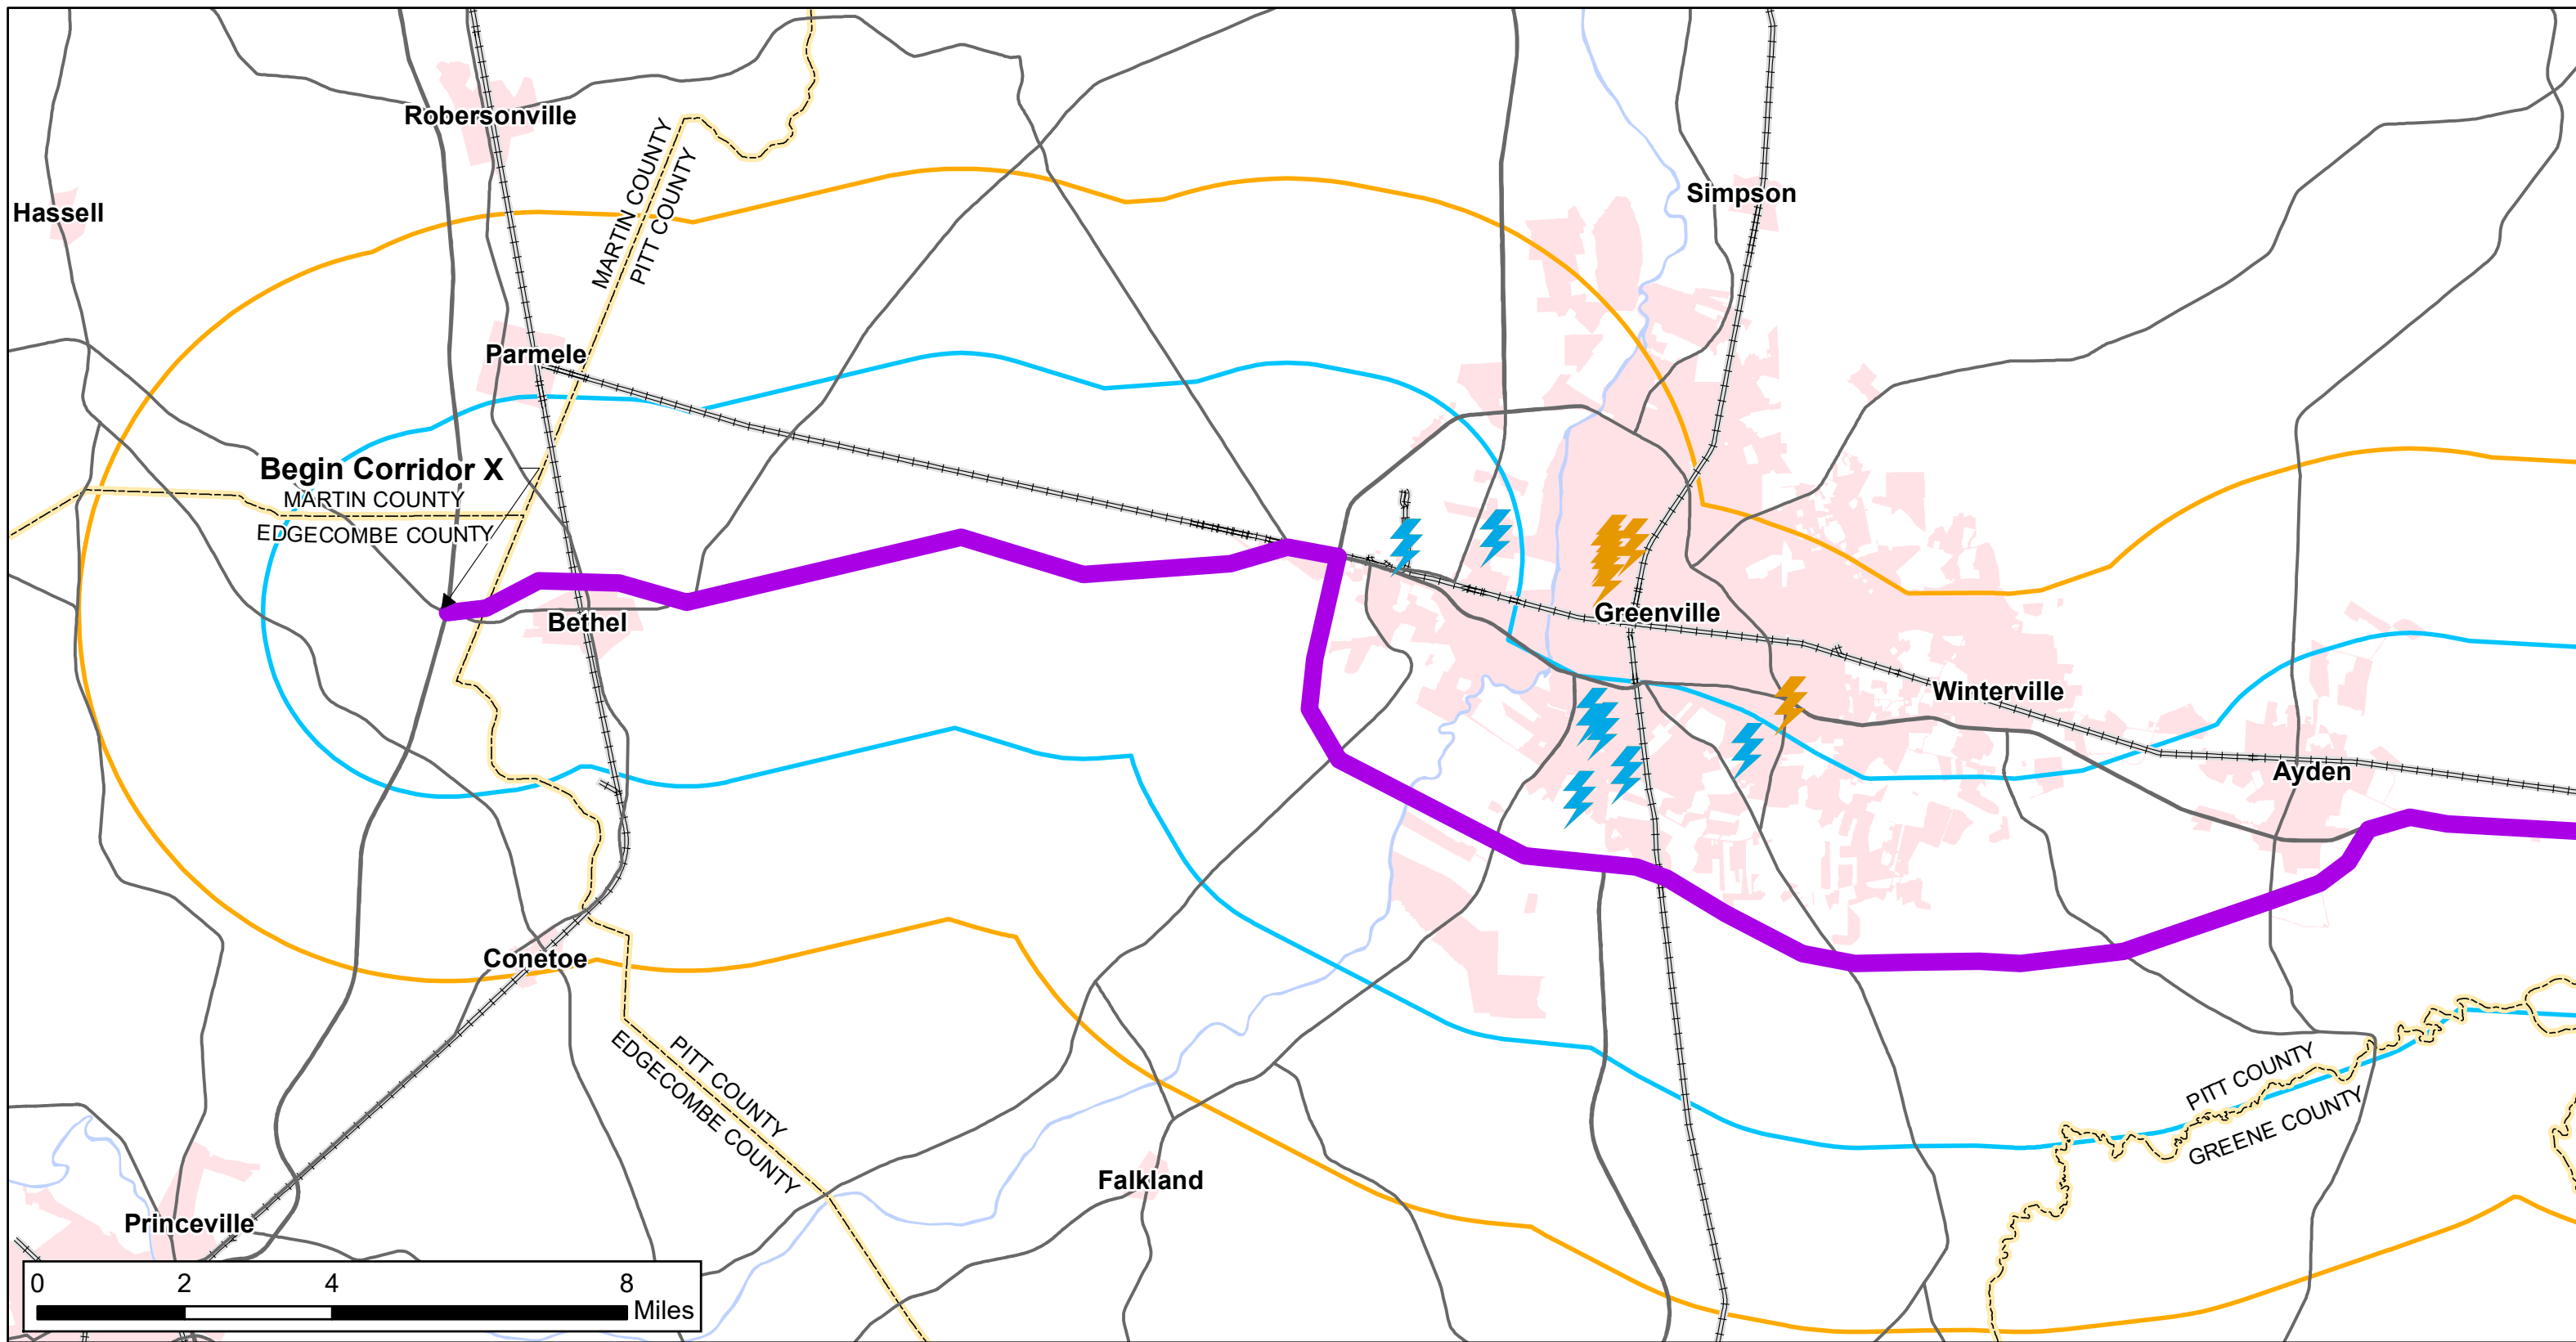 Robersonville
Simpson
Hassell
MARTIN COUNTY
PITT COUNTY
Parmele
Begin Corridor X
MARTIN COUNTY
EDGECOMBE COUNTY
Bethel
Greenville
Winterville
Ayden
Conetoe
PITT COUNTY
EDGECOMBE COUNTY
PITT COUNTY
GREENE COUNTY
Falkland
Princeville
0 2 4 8
Miles